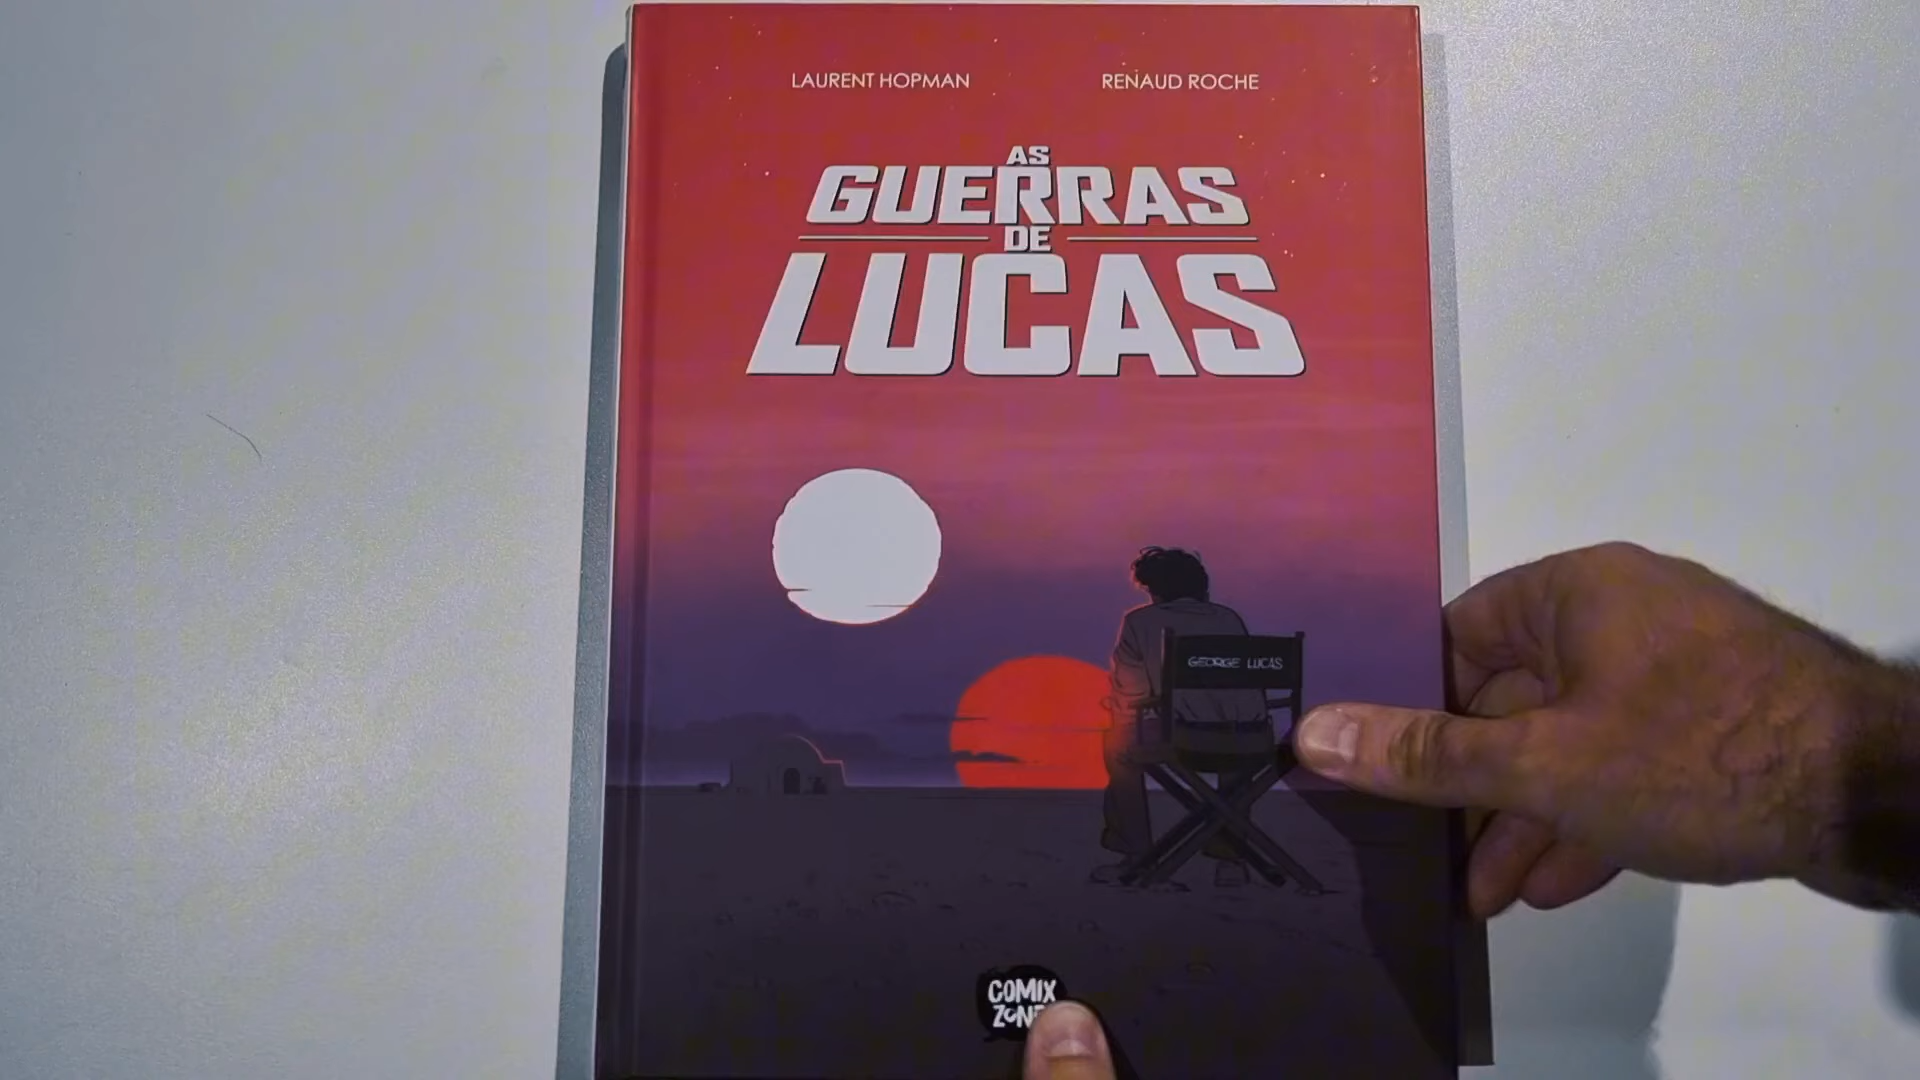 LAURENT HOPMAN RENAUD ROCHE
AS
GUERRAS
DE
LUCAS
GEORGE LUCAS
COMIX